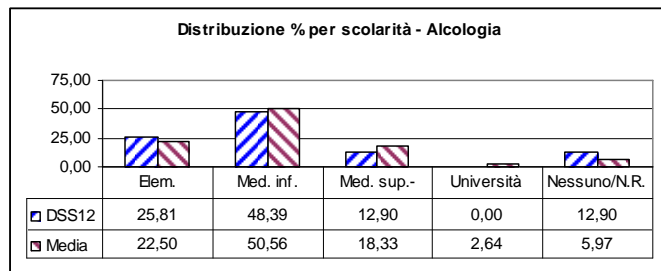 Distribuzione % per scolarità - Alcologia
75,00
50,00
25,00
0,00
Elem. Med. inf. Med. sup.- Università Nessuno/N.R.
DSS12 25,81 48,39 12,90 0,00 12,90
Media 22,50 50,56 18,33 2,64 5,97